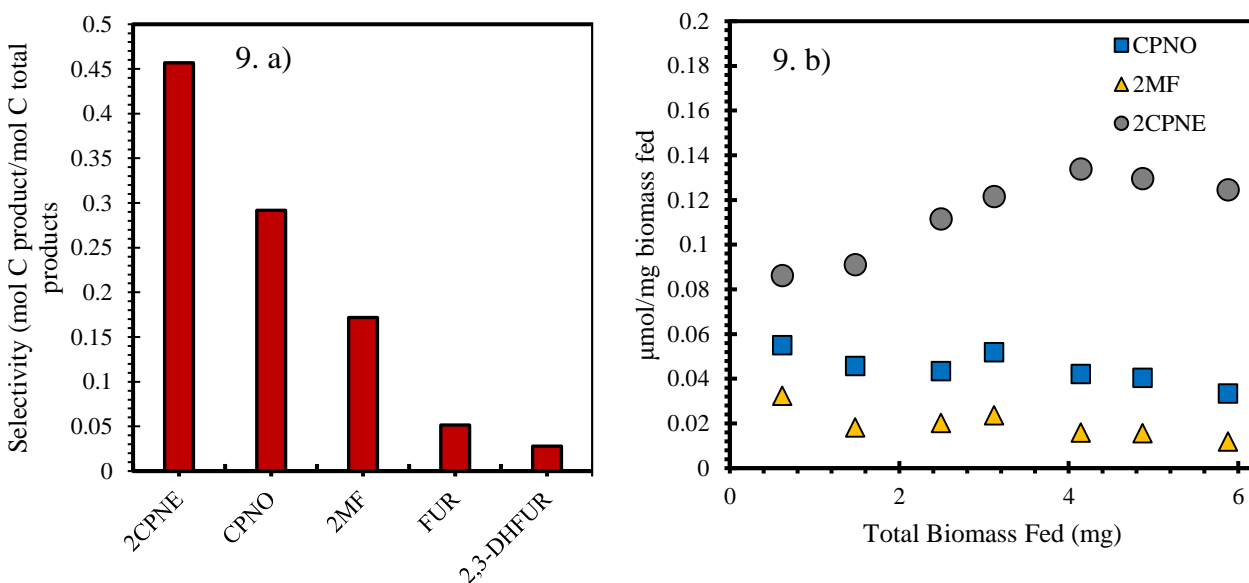 9. a)
Selectivity (mol C product/mol C total
products
0.5
0.45
0.4
0.35
0.3
0.25
0.2
0.15
0.1
0.05
0
2CPNE
CPNO
2MF
FUR
2,3-DHFUR
9. b)
CPNO
2MF
2CPNE
μmol/mg biomass fed
0.2
0.18
0.16
0.14
0.12
0.1
0.08
0.06
0.04
0.02
0
0
2
4
6
Total Biomass Fed (mg)